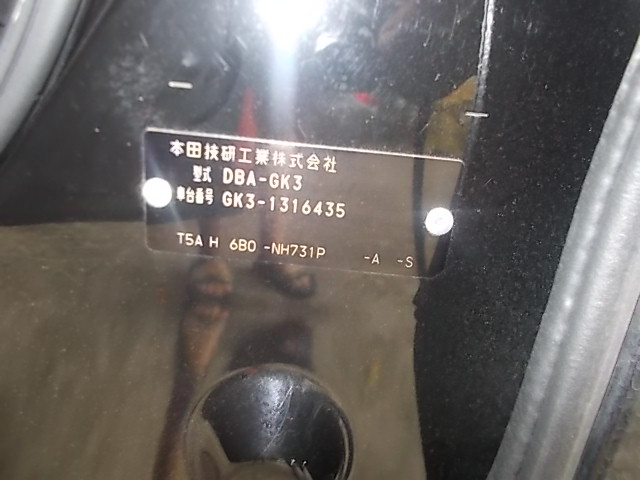 本田技研工業株式会社
型式 DBA-GK3
車台番号 GK3-1316435
T5A H 6B0 -NH731P -A -S